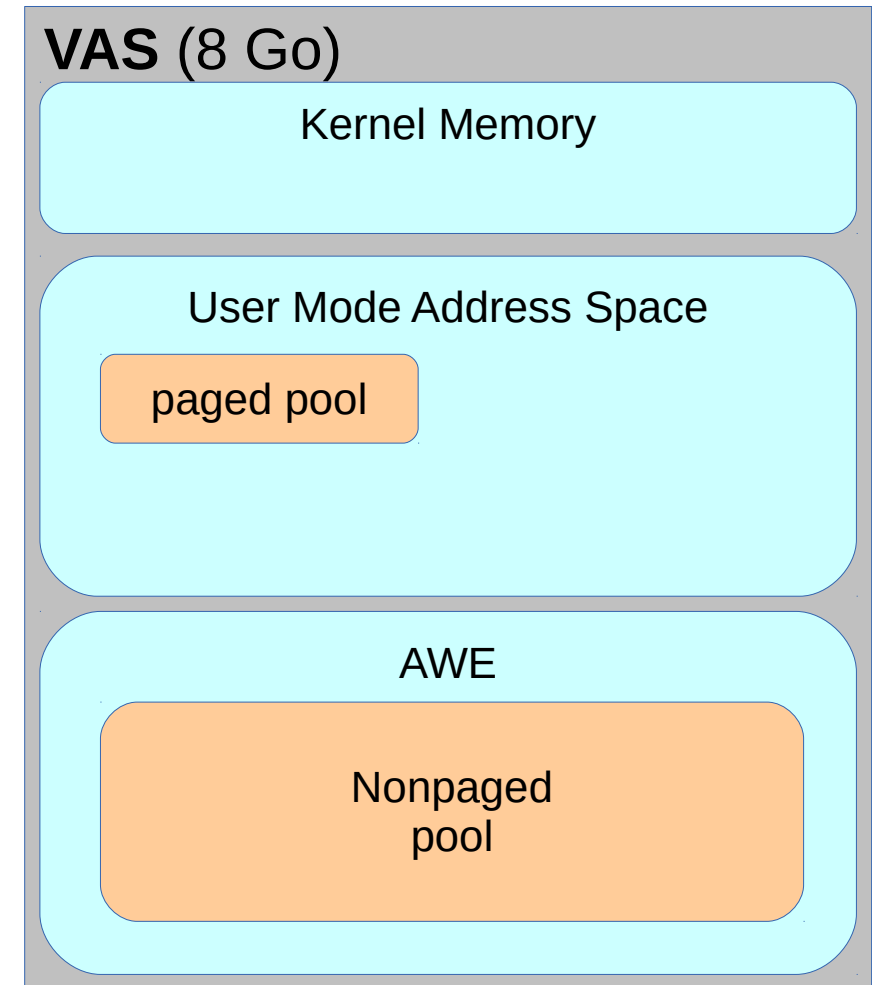 VAS (8 Go)
Kernel Memory
User Mode Address Space
paged pool
AWE
Nonpaged
pool